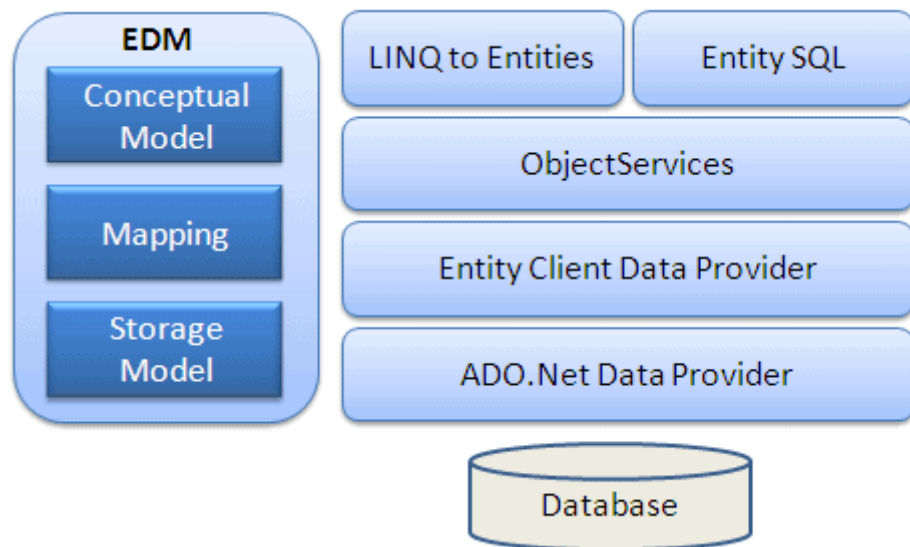 EDM
Conceptual
Model
Mapping
Storage
Model
LINQ to Entities
Entity SQL
ObjectServices
Entity Client Data Provider
ADO.Net Data Provider
Database